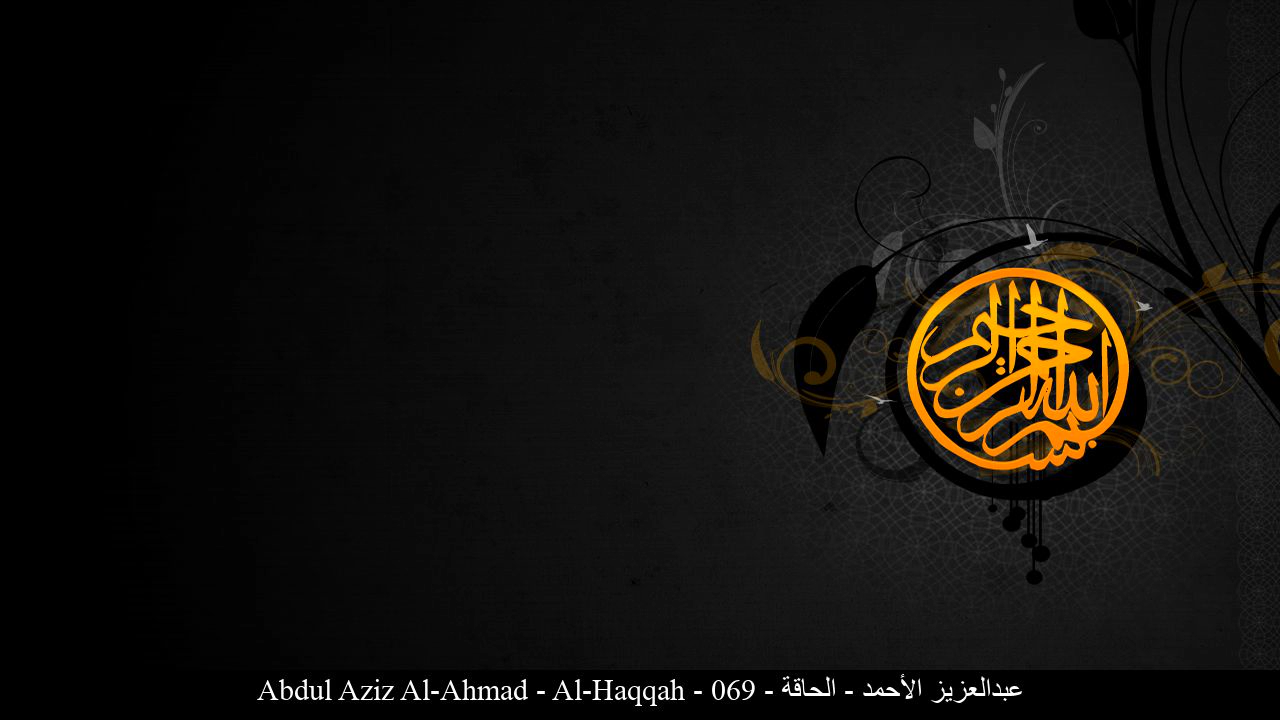 بسم الله الرحمن الرحيم
Abdul Aziz Al-Ahmad - Al-Haqqah - 069 - عبدالعزيز الأحمد - الحاقة